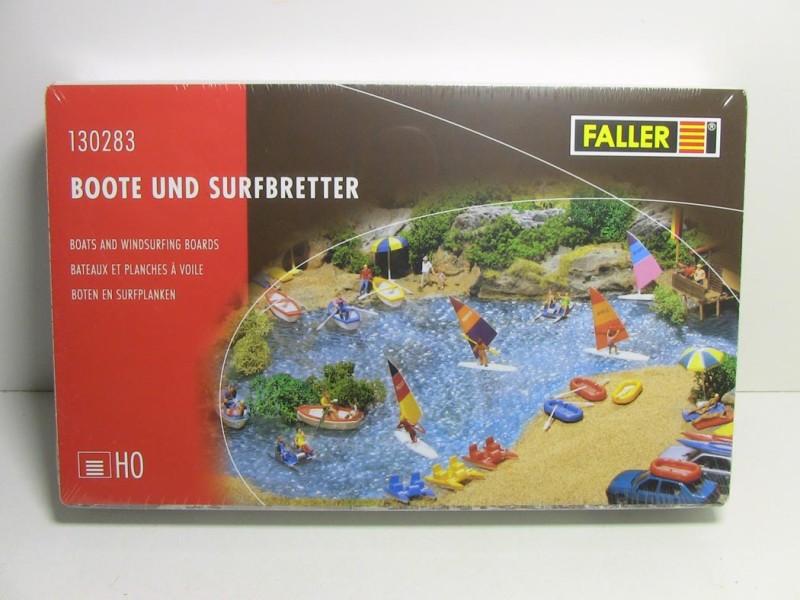 130283
FALLER®
BOOTE UND SURFBRETTER
BOATS AND WINDSURFING BOARDS
BATEAUX ET PLANCHES À VOILE
BOTEN EN SURFPLANKEN
H0